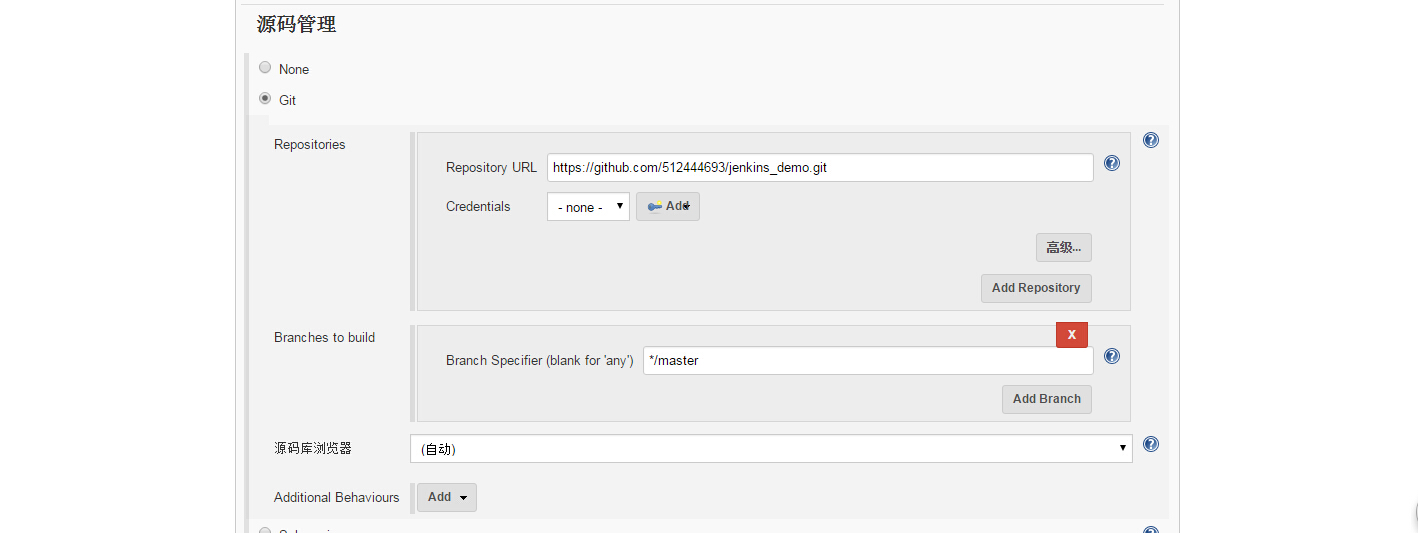 源码管理
None
Git
Repositories
Repository URL https://github.com/512444693/jenkins_demo.git
Credentials - none - Add
高级...
Add Repository
Branches to build
X
Branch Specifier (blank for 'any') */master
Add Branch
源码库浏览器 (自动)
Additional Behaviours Add